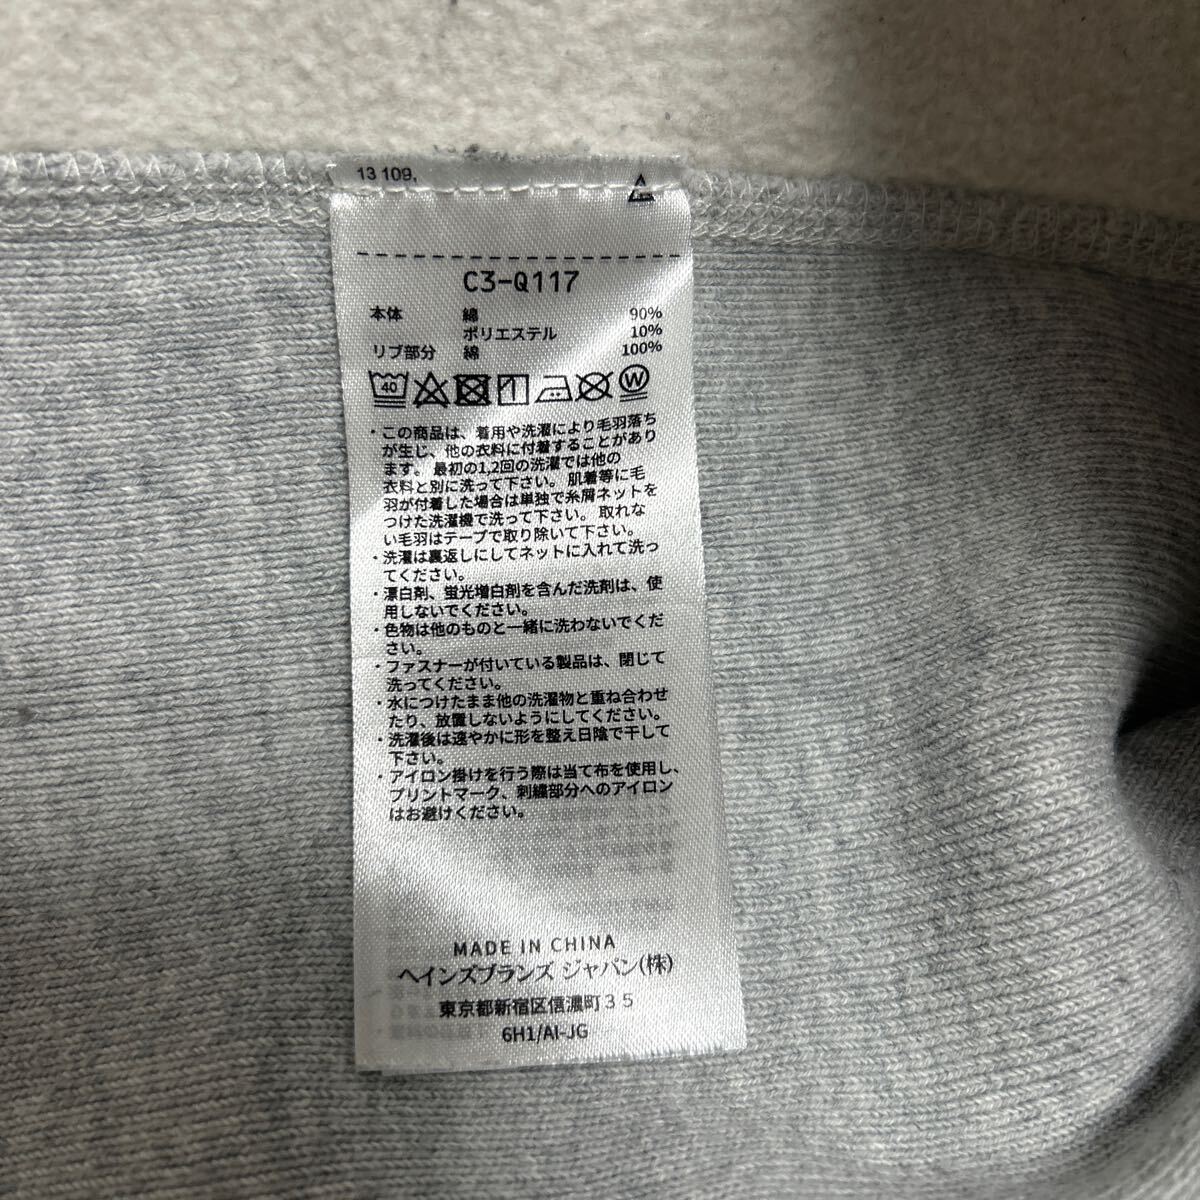 13 109,
C3-Q117
本体 綿 90%
ポリエステル 10%
リブ部分 綿 100%
40 W
・この商品は、着用や洗濯により毛羽落ち
が生じ、他の衣料に付着することがあり
ます。 最初の1,2回の洗濯では他の
衣料と別に洗って下さい。 肌着等に毛
羽が付着した場合は単独で糸屑ネットを
つけた洗濯機で洗って下さい。 取れな
い毛羽はテープで取り除いて下さい。
・洗濯は裏返しにしてネットに入れて洗っ
てください。
・漂白剤、蛍光増白剤を含んだ洗剤は、使
用しないでください。
・色物は他のものと一緒に洗わないでくだ
さい。
・ファスナーが付いている製品は、閉じて
洗ってください。
・水につけたまま他の洗濯物と重ね合わせ
たり、放置しないようにしてください。
・洗濯後は速やかに形を整え日陰で干して
下さい。
・アイロン掛けを行う際は当て布を使用し、
プリントマーク、刺繍部分へのアイロン
はお避けください。
MADE IN CHINA
ヘインズブランズ ジャパン(株)
東京都新宿区信濃町35
6H1/AI-JG